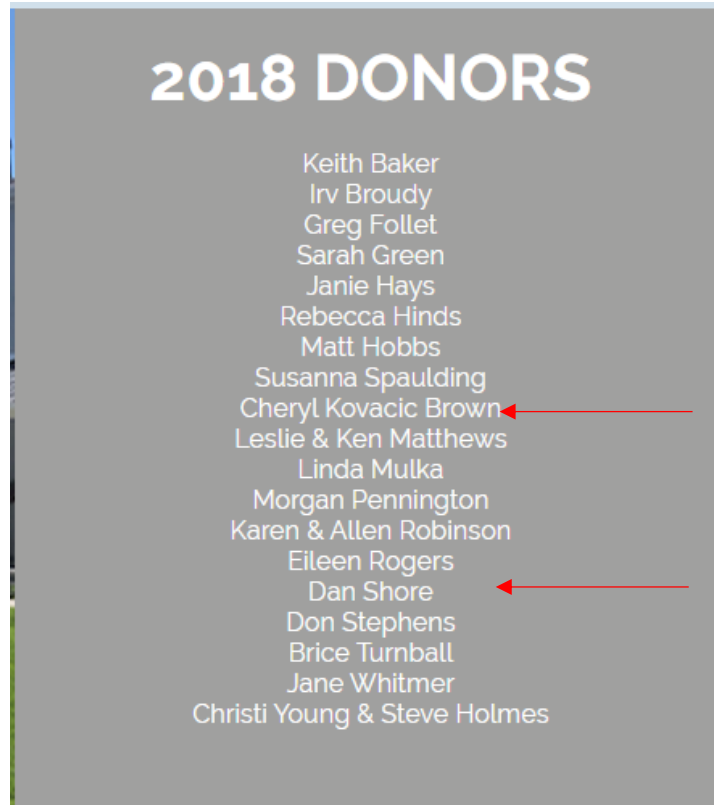 2018 DONORS
Keith Baker
Irv Broudy
Greg Follet
Sarah Green
Janie Hays
Rebecca Hinds
Matt Hobbs
Susanna Spaulding
Cheryl Kovacic Brown
Leslie & Ken Matthews
Linda Mulka
Morgan Pennington
Karen & Allen Robinson
Eileen Rogers
Dan Shore
Don Stephens
Brice Turnball
Jane Whitmer
Christi Young & Steve Holmes